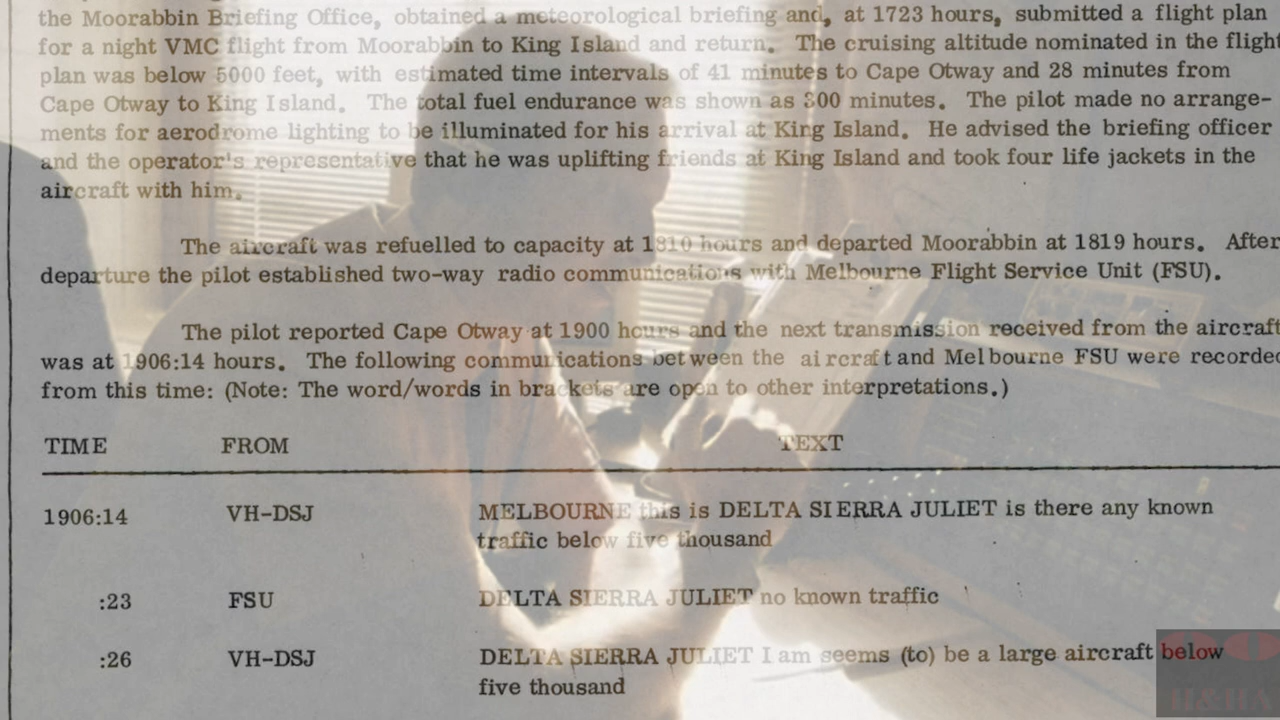 the Moorabbin Briefing Office, obtained a meteorological briefing and, at 1723 hours, submitted a flight plan
for a night VMC flight from Moorabbin to King Island and return. The cruising altitude nominated in the flight
plan was below 5000 feet, with estimated time intervals of 41 minutes to Cape Otway and 28 minutes from
Cape Otway to King Island. The total fuel endurance was shown as 300 minutes. The pilot made no arrange-
ments for aerodrome lighting to be illuminated for his arrival at King Island. He advised the briefing officer
and the operator's representative that he was uplifting friends at King Island and took four life jackets in the
aircraft with him.
The aircraft was refuelled to capacity at 1810 hours and departed Moorabbin at 1819 hours. After
departure the pilot established two-way radio communications with Melbourne Flight Service Unit (FSU).
The pilot reported Cape Otway at 1900 hours and the next transmission received from the aircraft
was at 1906:14 hours. The following communications between the aircraft and Melbourne FSU were recorded
from this time: (Note: The word/words in brackets are open to other interpretations.)
TIME FROM TEXT
1906:14 VH-DSJ MELBOURNE this is DELTA SIERRA JULIET is there any known
traffic below five thousand
:23 FSU DELTA SIERRA JULIET no known traffic
:26 VH-DSJ DELTA SIERRA JULIET I am seems (to) be a large aircraft below
five thousand
H&HA